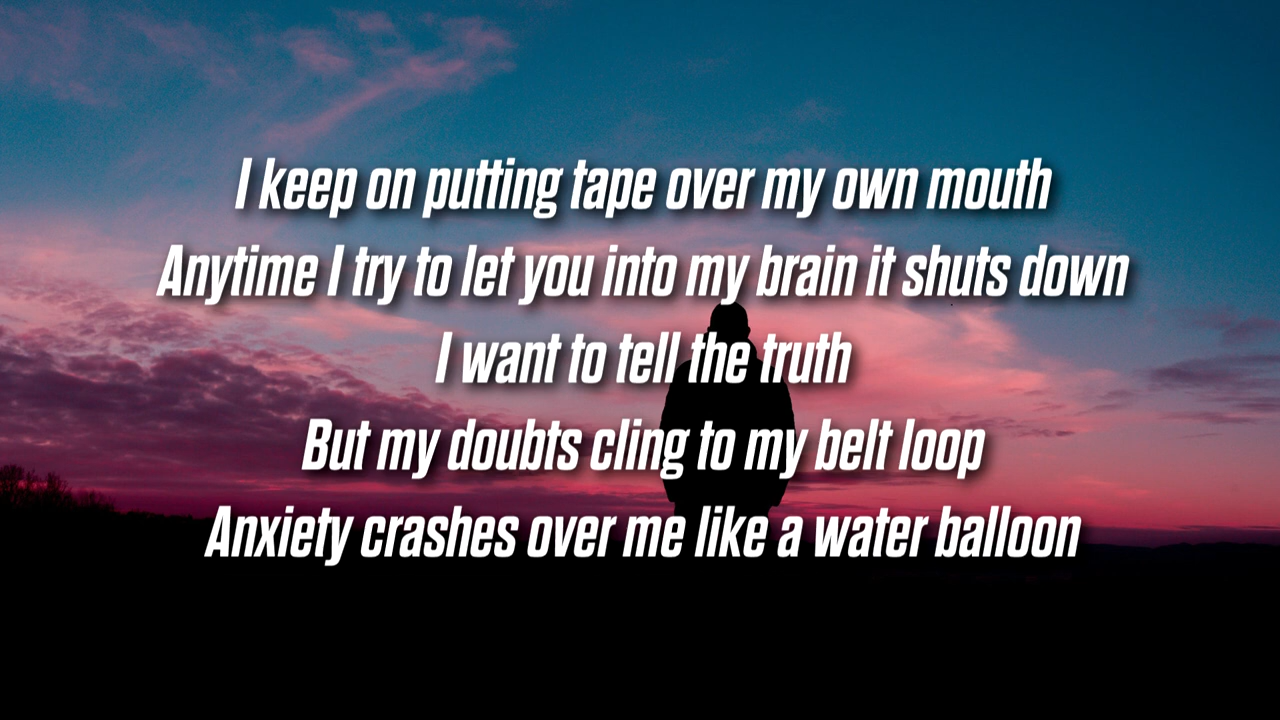 I keep on putting tape over my own mouth
Anytime I try to let you into my brain it shuts down
I want to tell the truth
But my doubts cling to my belt loop
Anxiety crashes over me like a water balloon